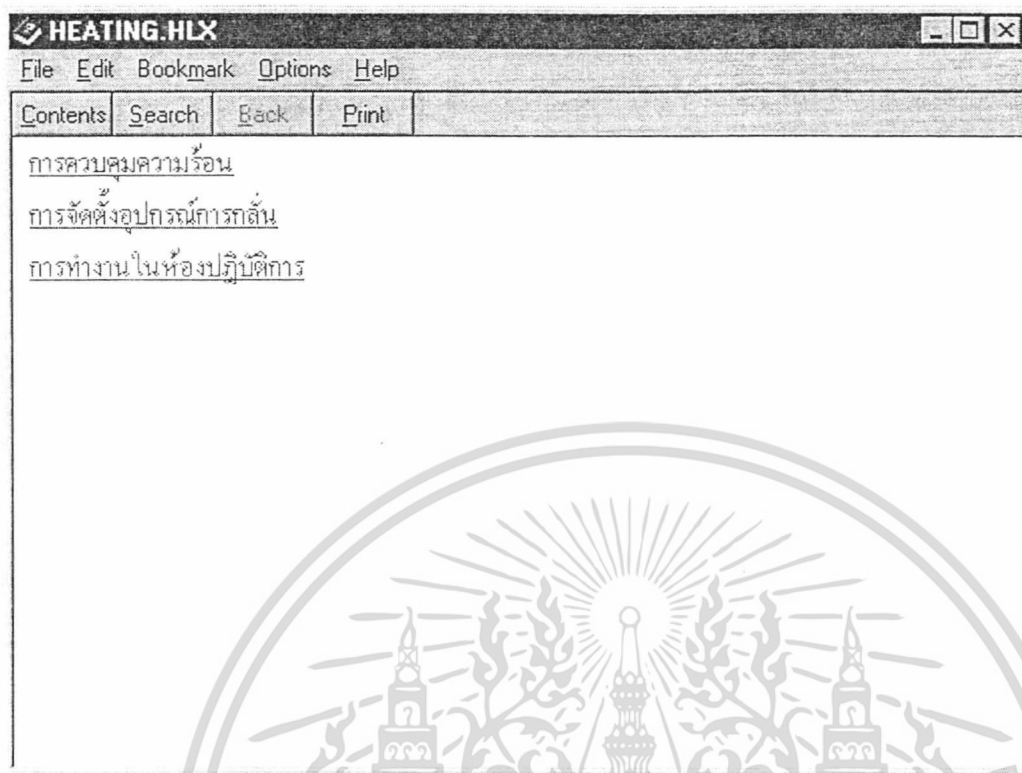 HEATING.HLX
File Edit Bookmark Options Help
Contents Search Back Print
การควบคุมความร้อน
การจัดตั้งอุปกรณ์การกลั่น
การทำงานในห้องปฏิบัติการ